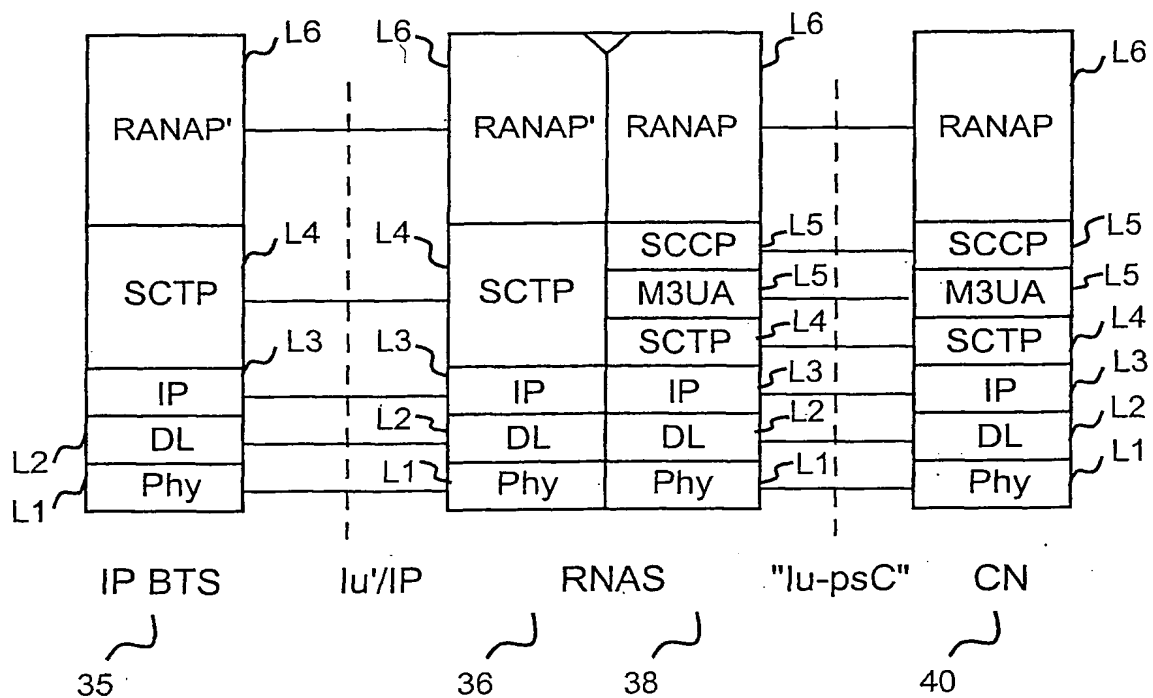 L6 L6 L6 L6
RANAP' RANAP' RANAP RANAP
L4 L4 L5 L5
SCCP SCCP
SCTP SCTP M3UA L5 M3UA L5
L3 L3 SCTP L4 SCTP L4
IP IP IP L3 IP L3
L2 DL L2 DL DL L2 DL L2
L1 Phy L1 Phy Phy L1 Phy L1
IP BTS Iu'/IP RNAS "Iu-psC" CN
35 36 38 40